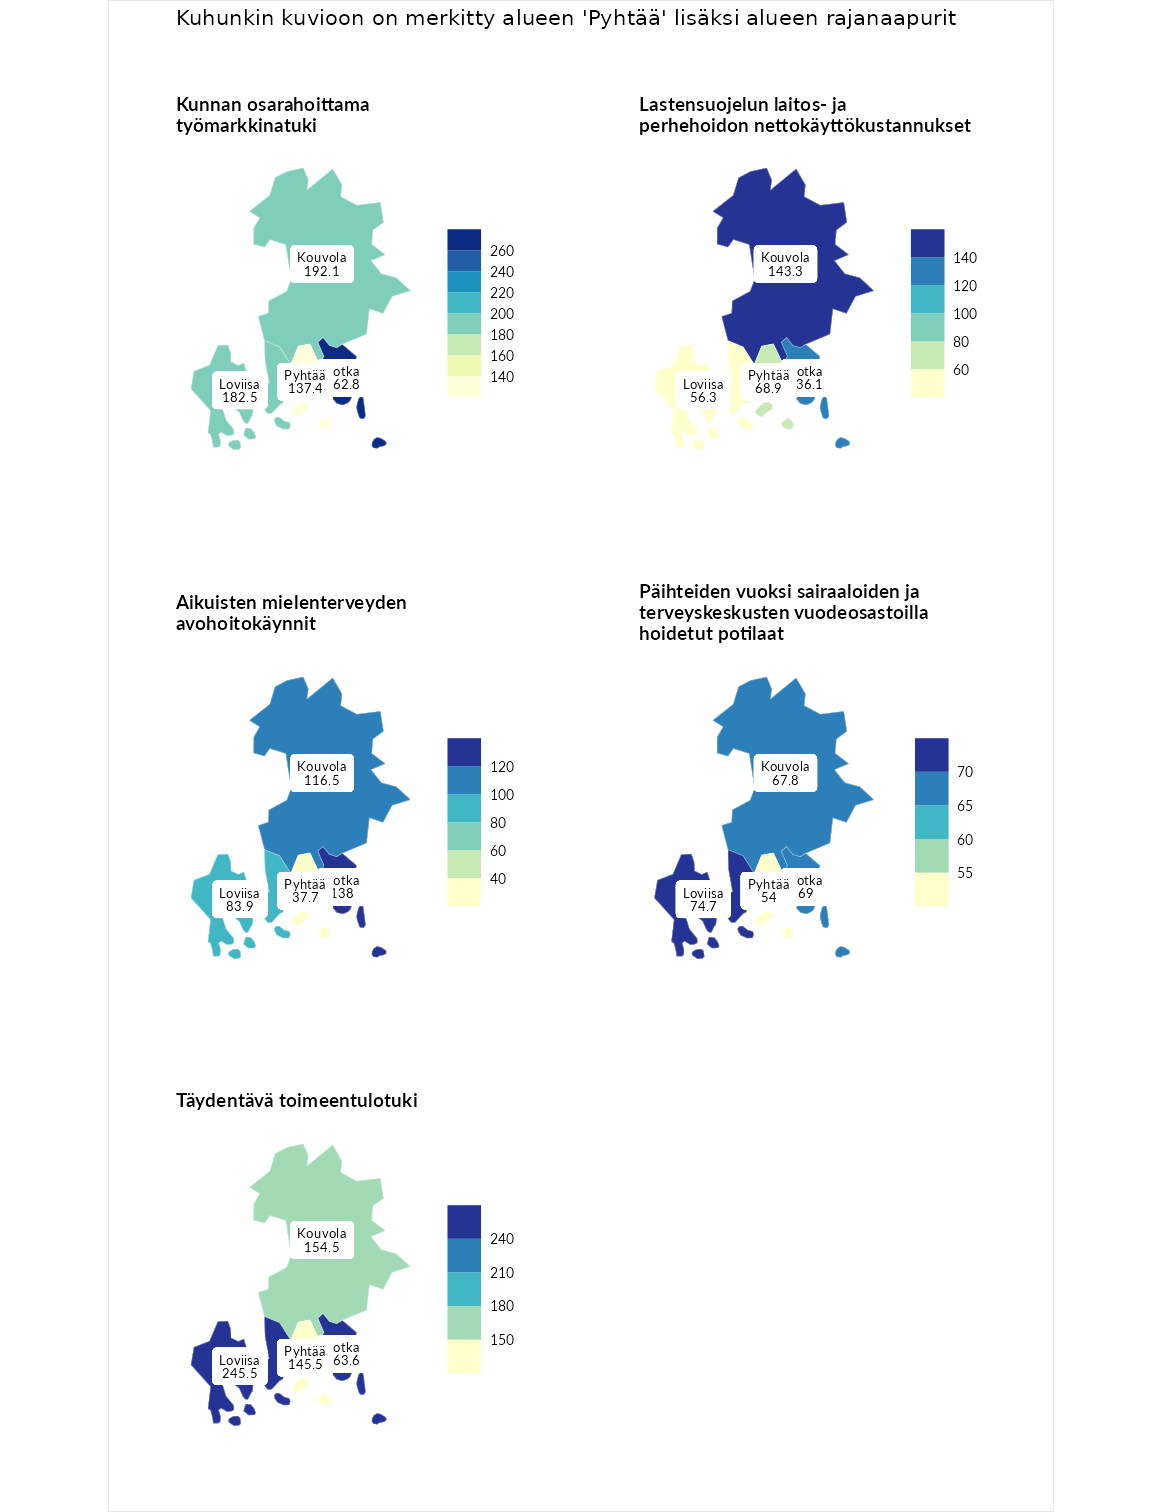 Kuhunkin kuvioon on merkitty alueen 'Pyhtää' lisäksi alueen rajanaapurit
Kunnan osarahoittama
työmarkkinatuki
Kouvola
192.1
Loviisa
182.5
Pyhtää
137.4
otka
62.8
260
240
220
200
180
160
140
Lastensuojelun laitos- ja
perhehoidon nettokäyttökustannukset
Kouvola
143.3
Loviisa
56.3
Pyhtää
68.9
otka
36.1
140
120
100
80
60
Aikuisten mielenterveyden
avohoitokäynnit
Kouvola
116.5
Loviisa
83.9
Pyhtää
37.7
otka
138
120
100
80
60
40
Päihteiden vuoksi sairaaloiden ja
terveyskeskusten vuodeosastoilla
hoidetut potilaat
Kouvola
67.8
Loviisa
74.7
Pyhtää
54
otka
69
70
65
60
55
Täydentävä toimeentulotuki
Kouvola
154.5
Loviisa
245.5
Pyhtää
145.5
otka
63.6
240
210
180
150